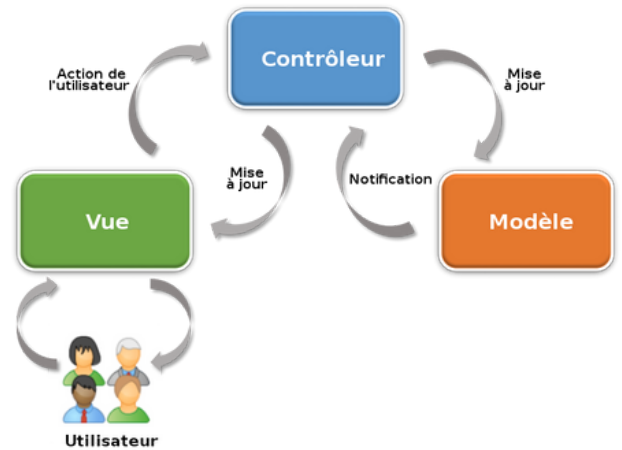 Contrôleur
Action de
l'utilisateur
Mise
à jour
Mise
à jour
Notification
Vue
Modèle
Utilisateur